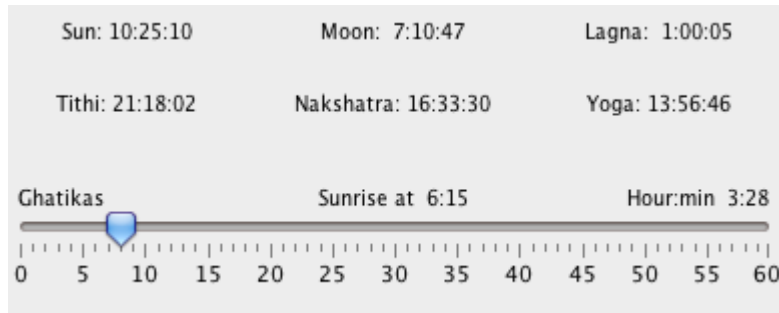 Sun: 10:25:10 Moon: 7:10:47 Lagna: 1:00:05
Tithi: 21:18:02 Nakshatra: 16:33:30 Yoga: 13:56:46
Ghatikas Sunrise at 6:15 Hour:min 3:28
0 5 10 15 20 25 30 35 40 45 50 55 60